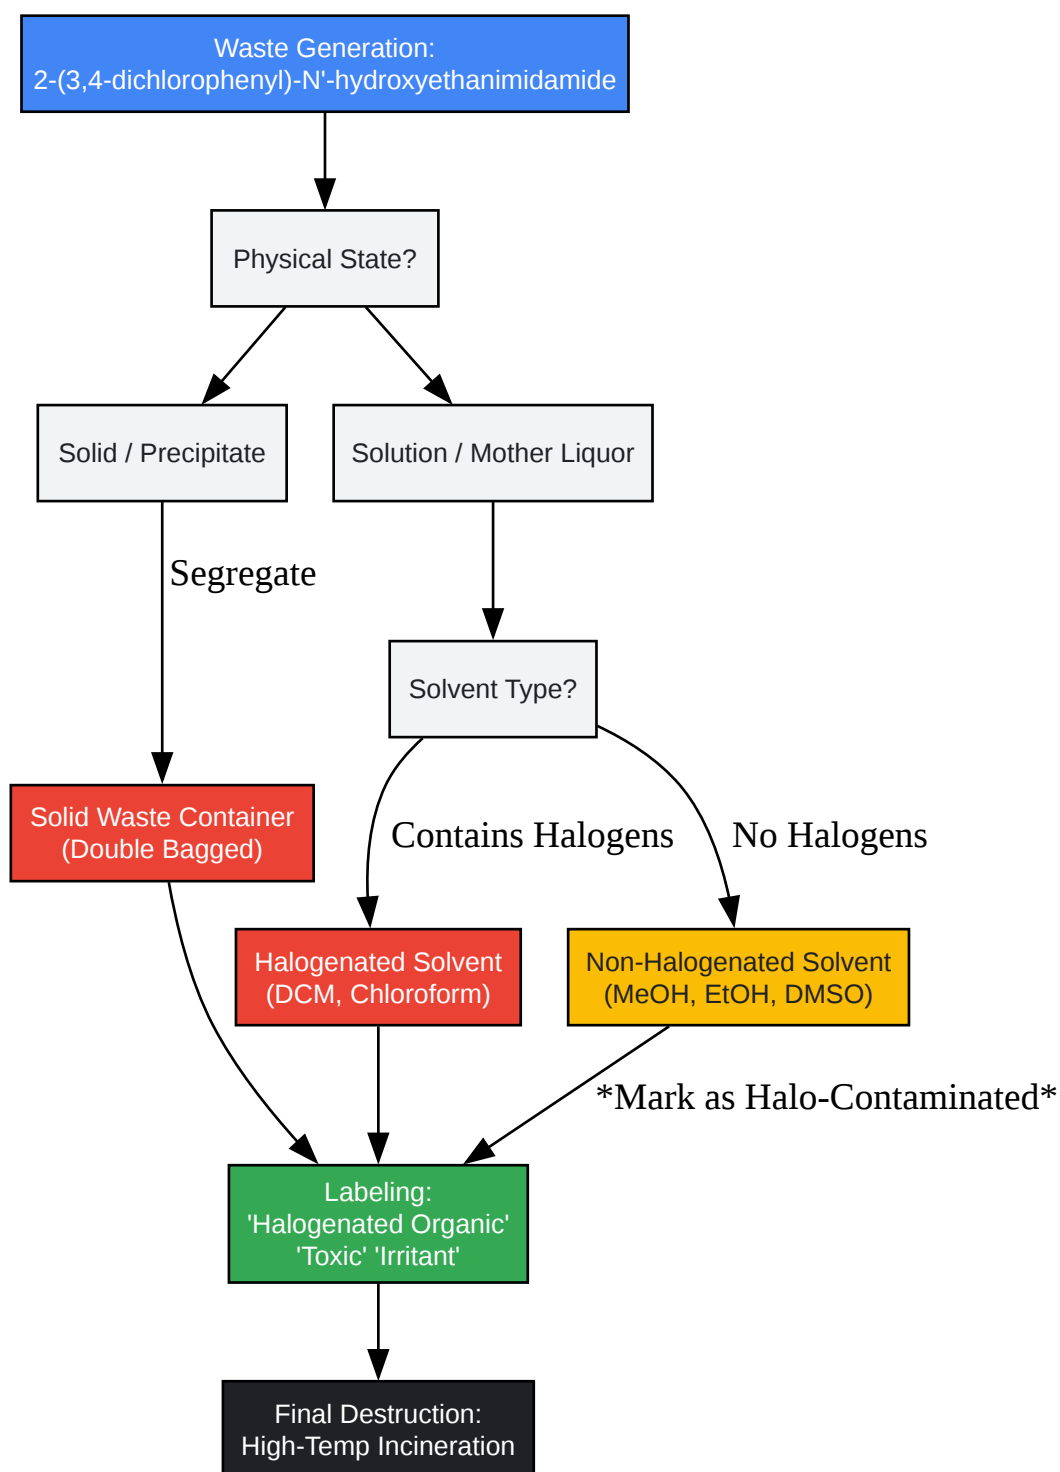 Waste Generation:
2-(3,4-dichlorophenyl)-N'-hydroxyethanimidamide
Physical State?
Solid / Precipitate
Solution / Mother Liquor
Segregate
Solvent Type?
Solid Waste Container
(Double Bagged)
Contains Halogens
No Halogens
Halogenated Solvent
(DCM, Chloroform)
Non-Halogenated Solvent
(MeOH, EtOH, DMSO)
*Mark as Halo-Contaminated*
Labeling:
'Halogenated Organic'
'Toxic' 'Irritant'
Final Destruction:
High-Temp Incineration